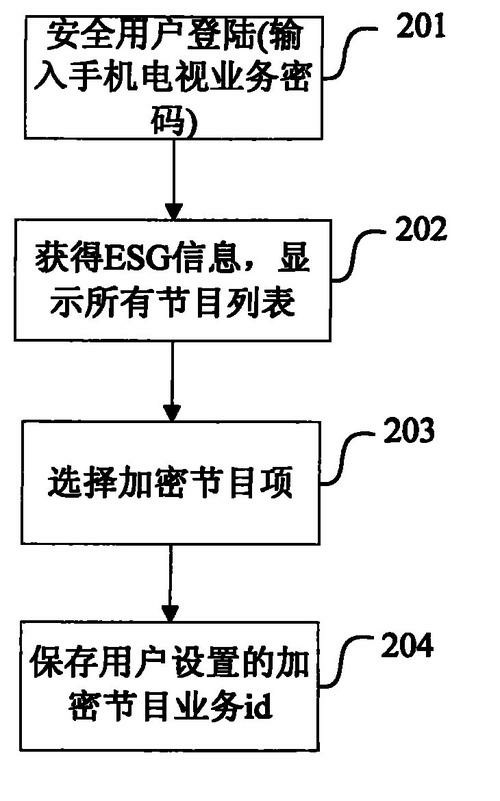 安全用户登陆(输
入手机电视业务密
码)
201
获得ESG信息，显
示所有节目列表
202
选择加密节目项
203
保存用户设置的加
密节目业务id
204